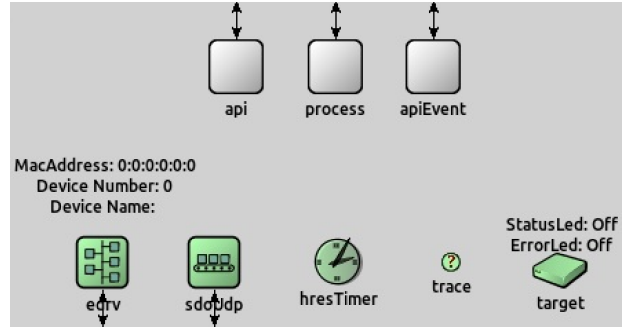 api
process
apiEvent
MacAddress: 0:0:0:0:0:0
Device Number: 0
Device Name:
StatusLed: Off
ErrorLed: Off
?
edrv
sdoUdp
hresTimer
trace
target